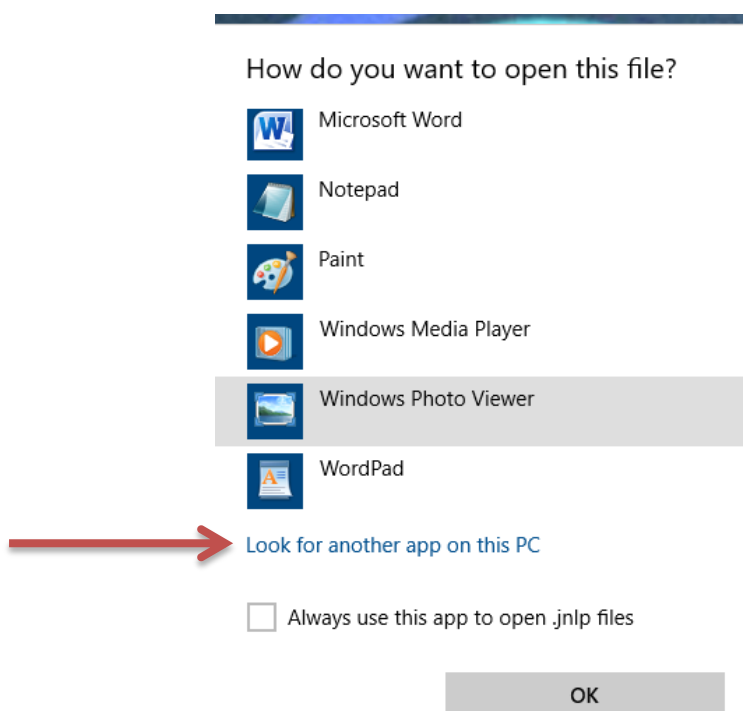 How do you want to open this file?
Microsoft Word
Notepad
Paint
Windows Media Player
Windows Photo Viewer
WordPad
Look for another app on this PC
Always use this app to open .jnlp files
OK